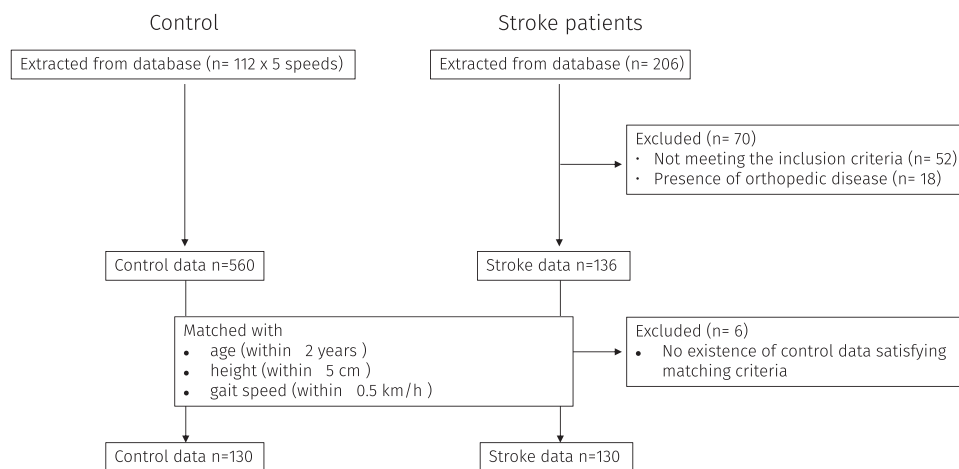 Control
Stroke patients
Extracted from database (n= 112 x 5 speeds)
Extracted from database (n= 206)
Excluded (n= 70)
· Not meeting the inclusion criteria (n= 52)
· Presence of orthopedic disease (n= 18)
Control data n=560
Stroke data n=136
Matched with
• age (within 2 years )
• height (within 5 cm )
• gait speed (within 0.5 km/h )
Excluded (n= 6)
• No existence of control data satisfying
matching criteria
Control data n=130
Stroke data n=130